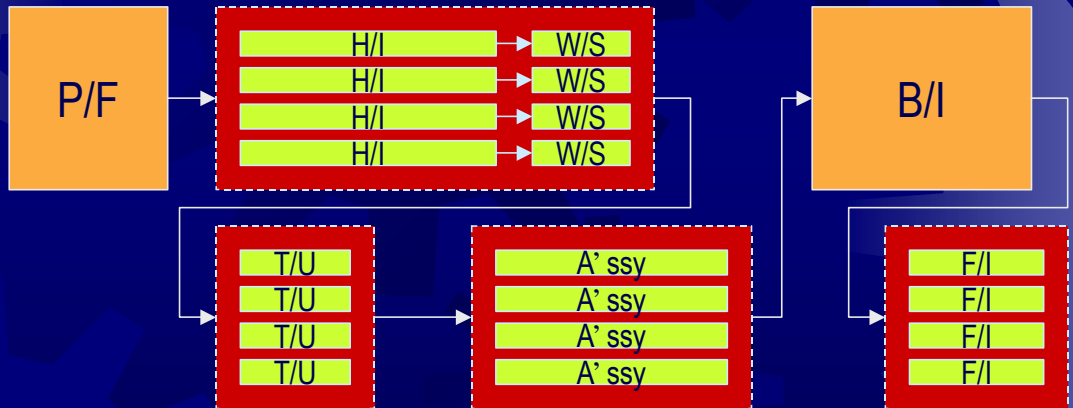 P/F
H/I
W/S
H/I
W/S
H/I
W/S
H/I
W/S
B/I
T/U
T/U
T/U
T/U
A’ ssy
A’ ssy
A’ ssy
A’ ssy
F/I
F/I
F/I
F/I